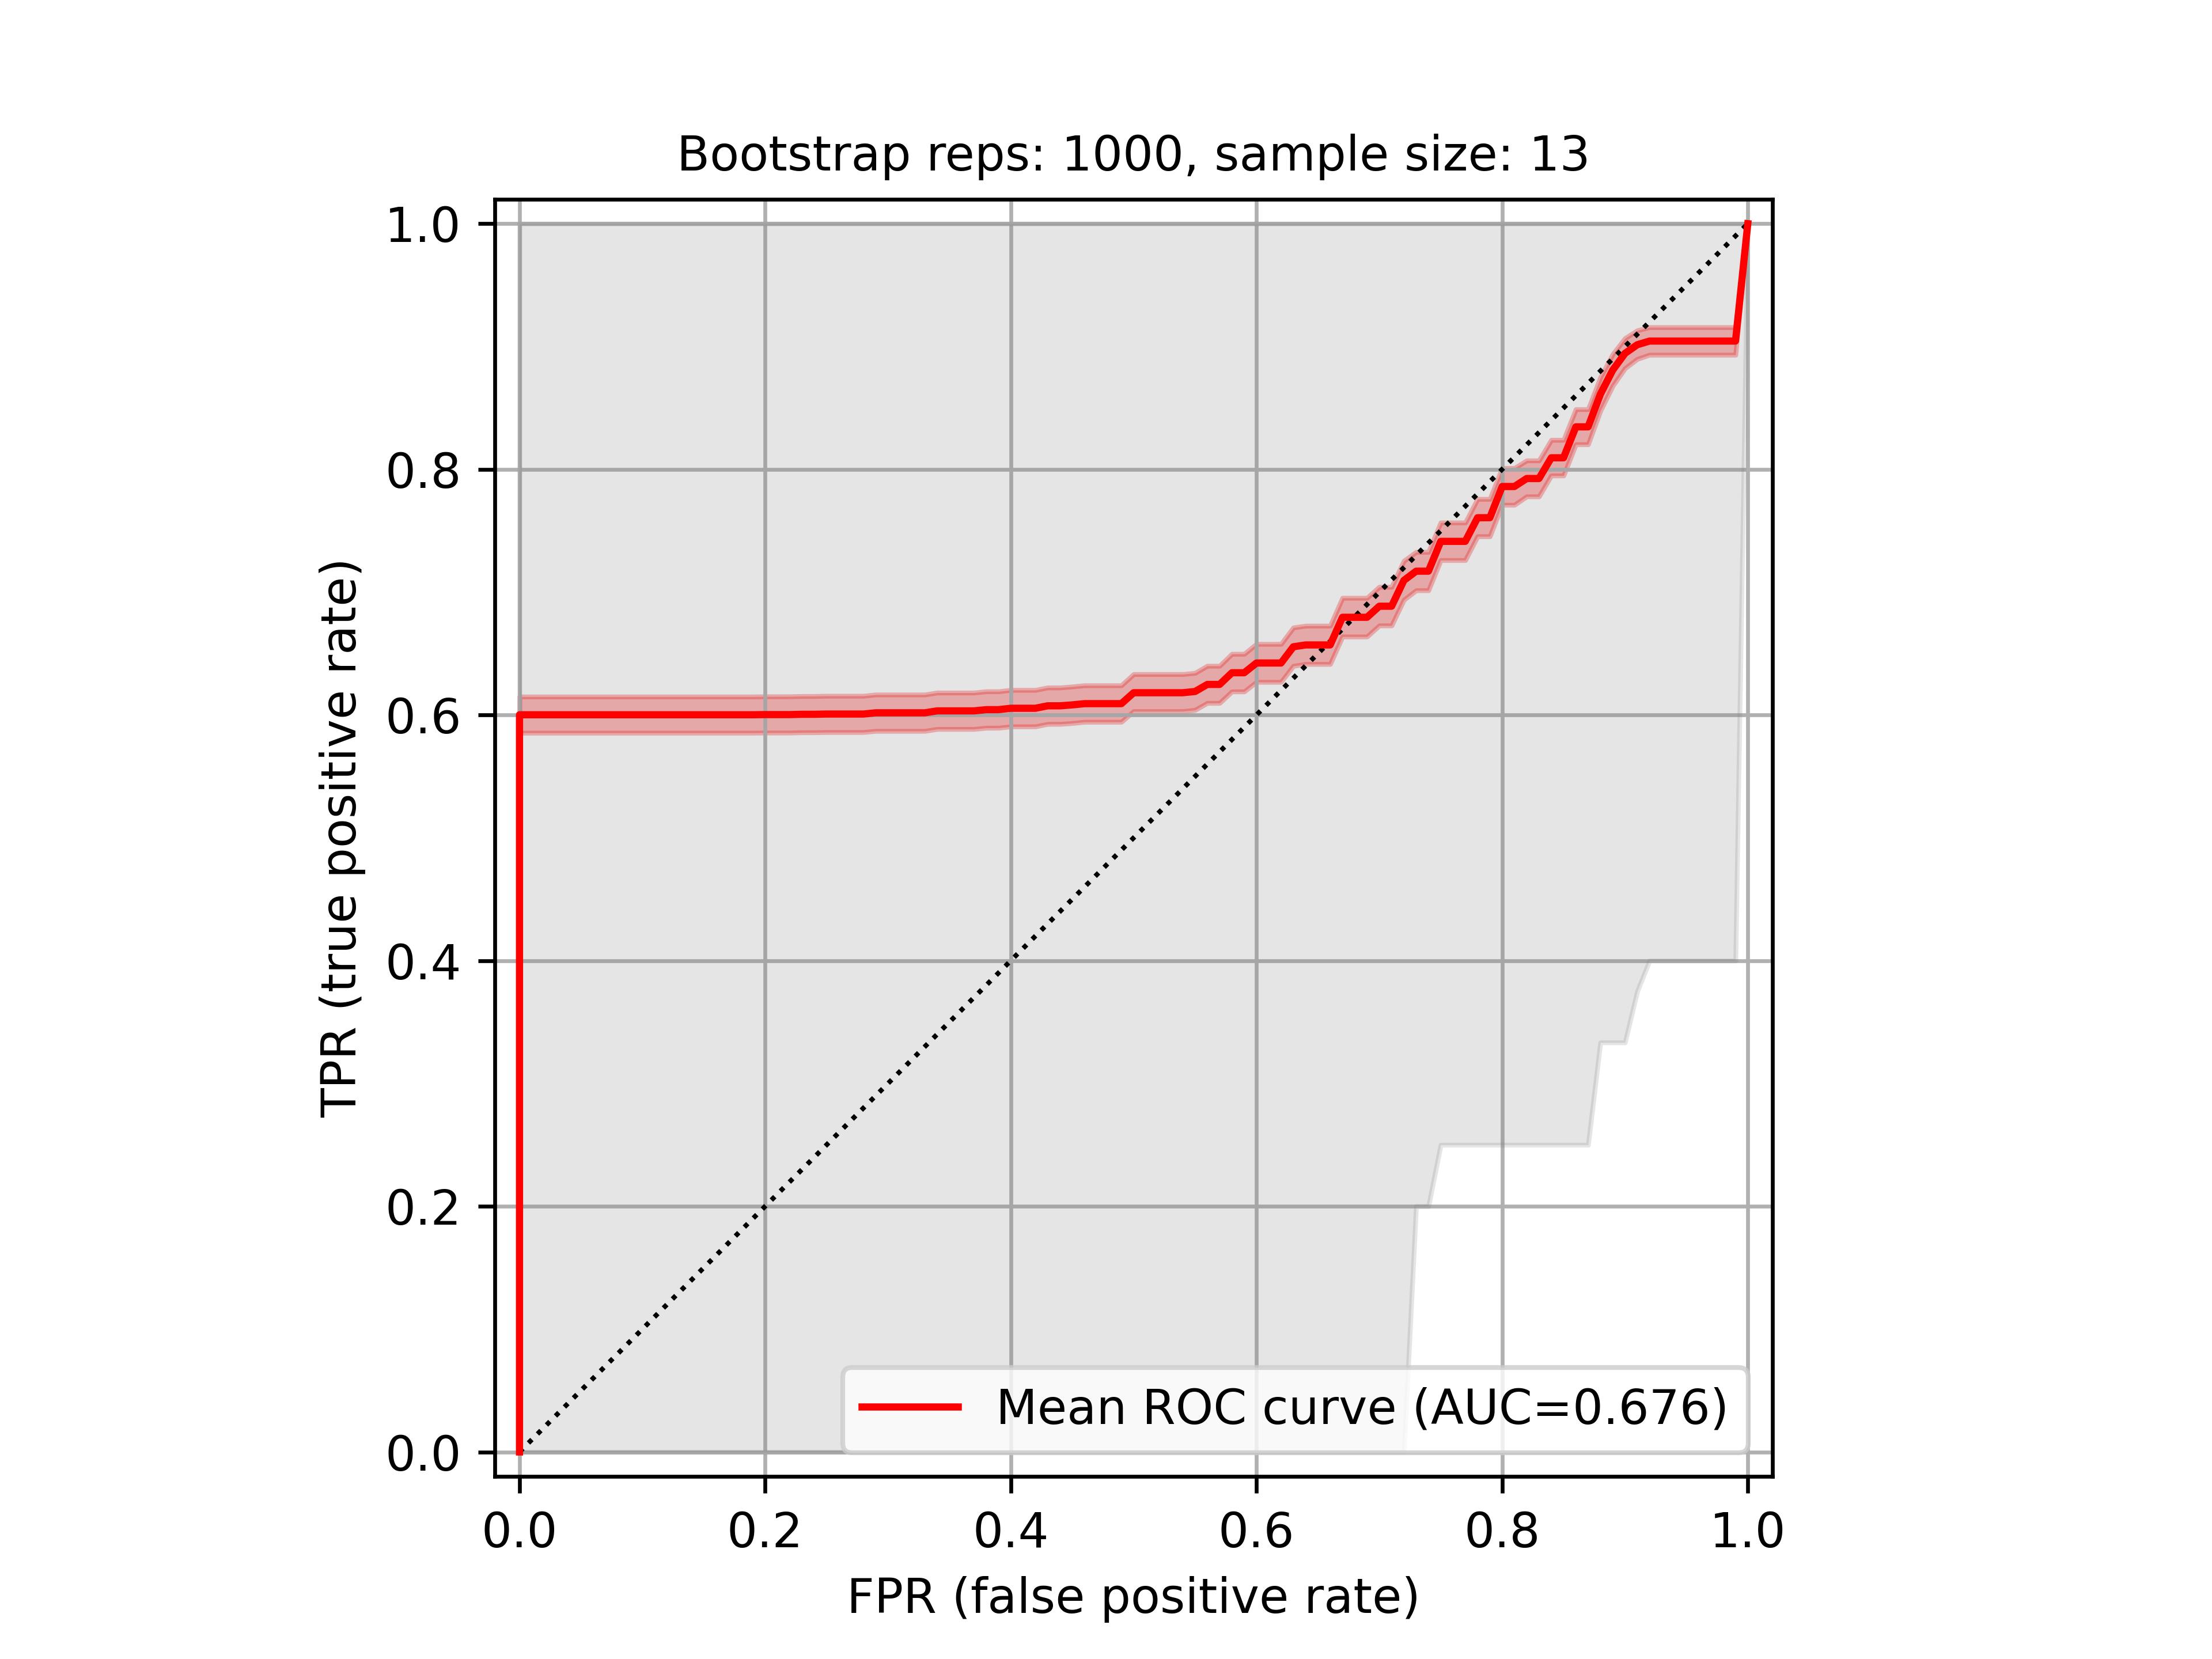 Bootstrap reps: 1000, sample size: 13
TPR (true positive rate)
1.0
0.8
0.6
0.4
0.2
0.0
Mean ROC curve (AUC=0.676)
0.0 0.2 0.4 0.6 0.8 1.0
FPR (false positive rate)